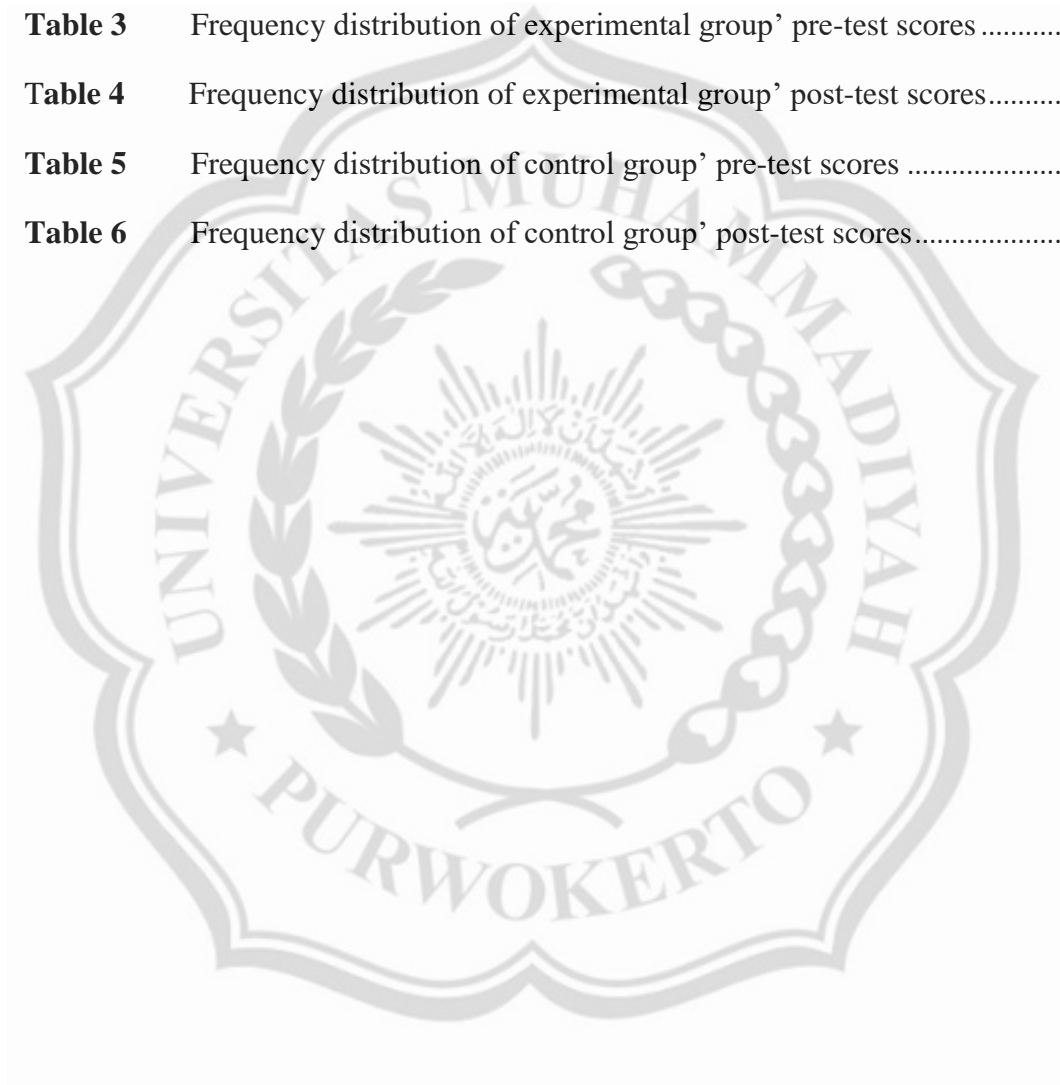 Table 3 Frequency distribution of experimental group’ pre-test scores ...........
Table 4 Frequency distribution of experimental group’ post-test scores..........
Table 5 Frequency distribution of control group’ pre-test scores .....................
Table 6 Frequency distribution of control group’ post-test scores....................
UNIVERSITAS MUHAMMADIYAH
PURWOKERTO